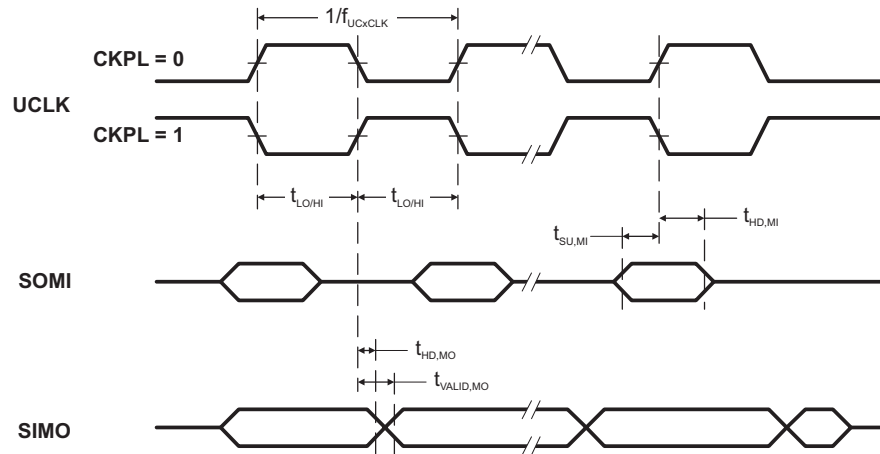 1/fUCxCLK
CKPL = 0
UCLK
CKPL = 1
tLO/HI
tLO/HI
tHD,MI
tSU,MI
SOMI
tHD,MO
tVALID,MO
SIMO